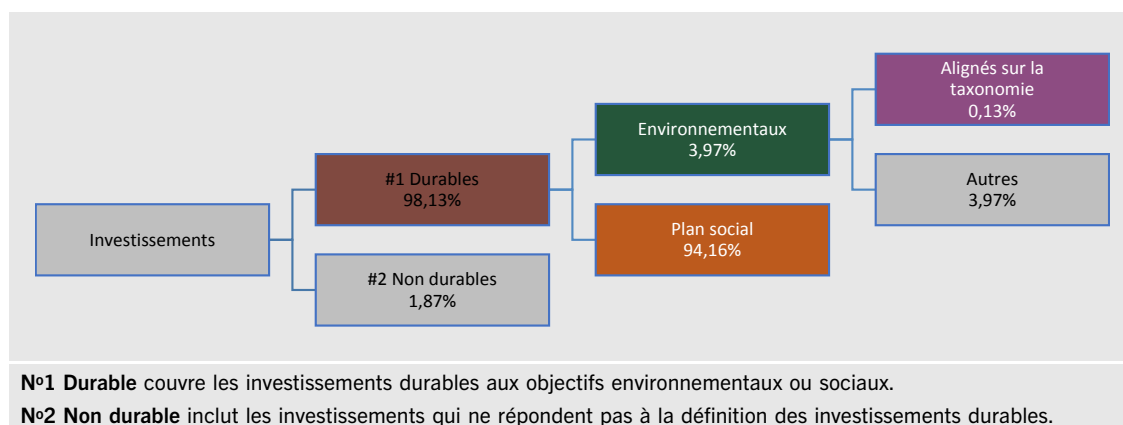 Alignés sur la
taxonomie
0,13%
Environnementaux
3,97%
#1 Durables
98,13%
Autres
3,97%
Investissements
Plan social
94,16%
#2 Non durables
1,87%
Nº1 Durable couvre les investissements durables aux objectifs environnementaux ou sociaux.
Nº2 Non durable inclut les investissements qui ne répondent pas à la définition des investissements durables.